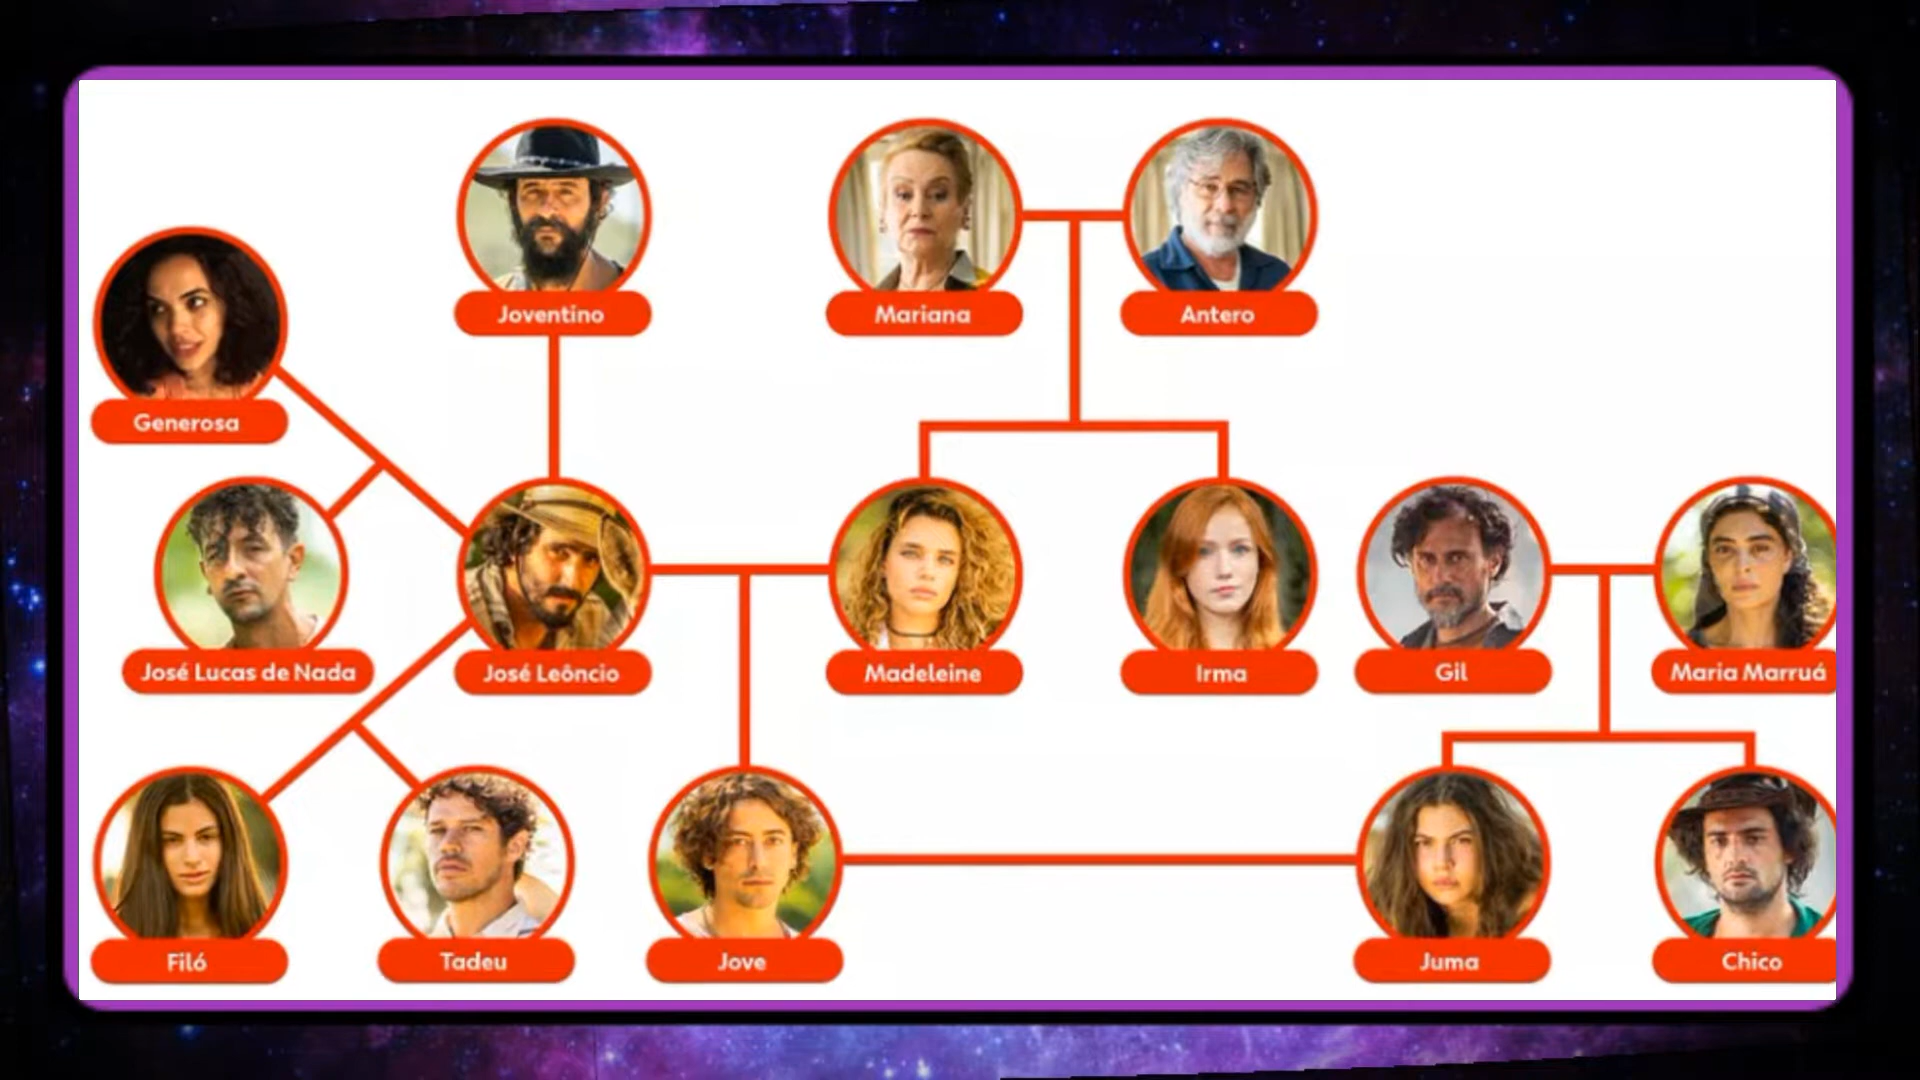 Joventino
Mariana
Antero
Generosa
José Lucas de Nada
José Leôncio
Madeleine
Irma
Gil
Maria Marruá
Filó
Tadeu
Jove
Juma
Chico